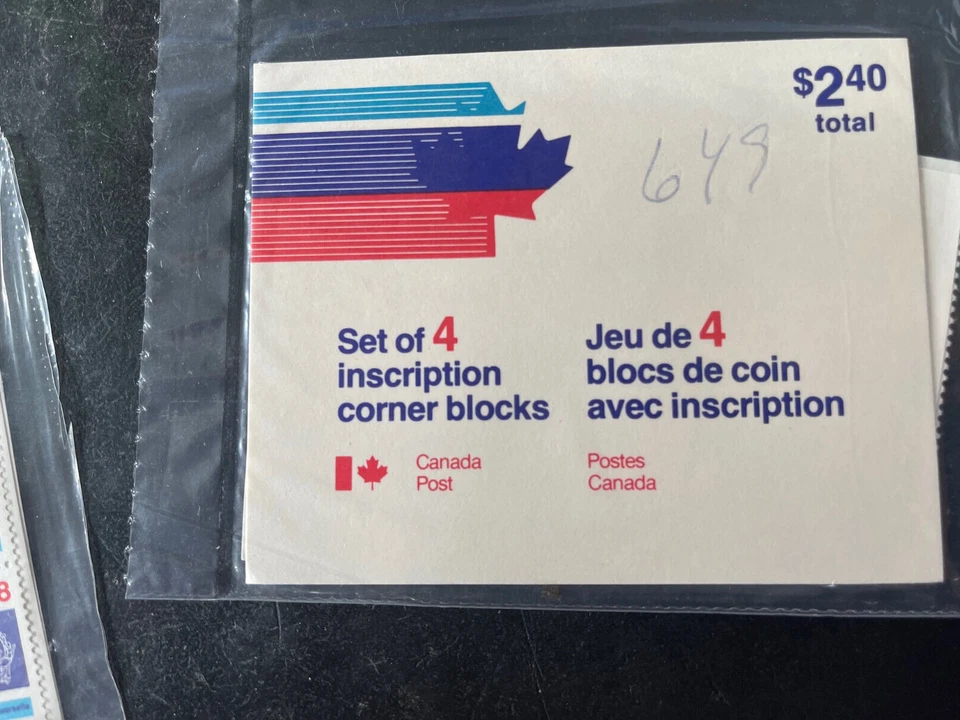 $2.40
total
649
Set of 4
inscription
corner blocks
Jeu de 4
blocs de coin
avec inscription
Canada
Post
Postes
Canada
8